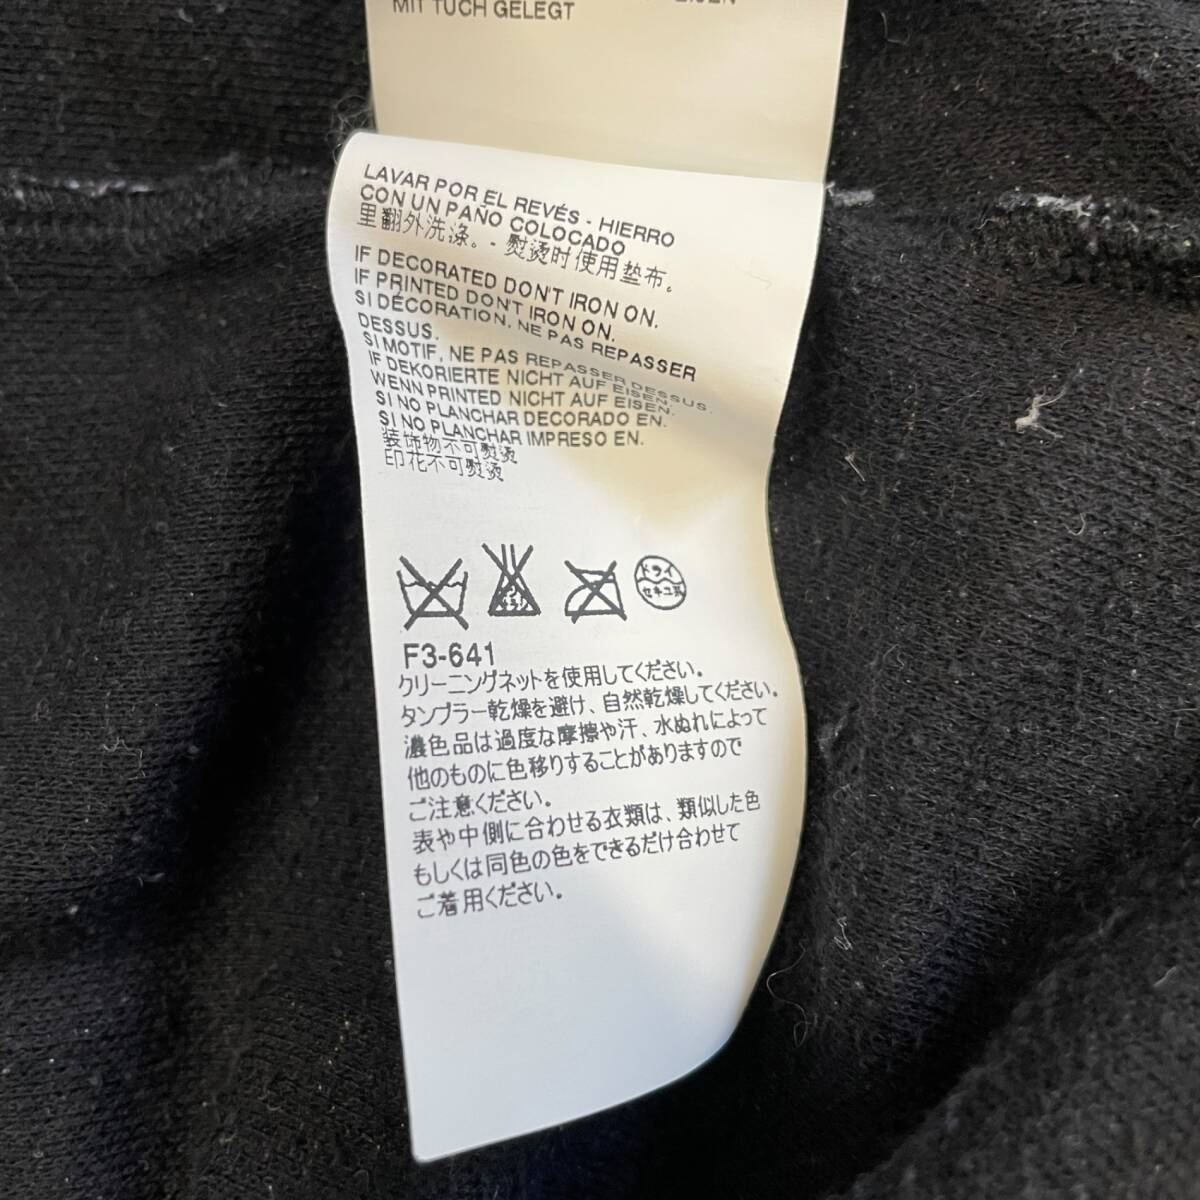 MIT TUCH GELEGT
LAVAR POR EL REVÉS - HIERRO
CON UN PAÑO COLOCADO
里翻外洗涤。- 熨烫时使用垫布。
IF DECORATED DON'T IRON ON.
IF PRINTED DON'T IRON ON.
SI DÉCORATION, NE PAS REPASSER
DESSUS.
SI MOTIF, NE PAS REPASSER DESSUS.
IF DEKORIERTE NICHT AUF EISEN.
WENN PRINTED NICHT AUF EISEN.
SI NO PLANCHAR DECORADO EN.
SI NO PLANCHAR IMPRESO EN.
装饰物不可熨烫
印花不可熨烫
ドライ
セキユ系
F3-641
クリーニングネットを使用してください。
タンブラー乾燥を避け、自然乾燥してください。
濃色品は過度な摩擦や汗、水ぬれによって
他のものに色移りすることがありますので
ご注意ください。
表や中側に合わせる衣類は、類似した色
もしくは同色の色をできるだけ合わせて
ご着用ください。